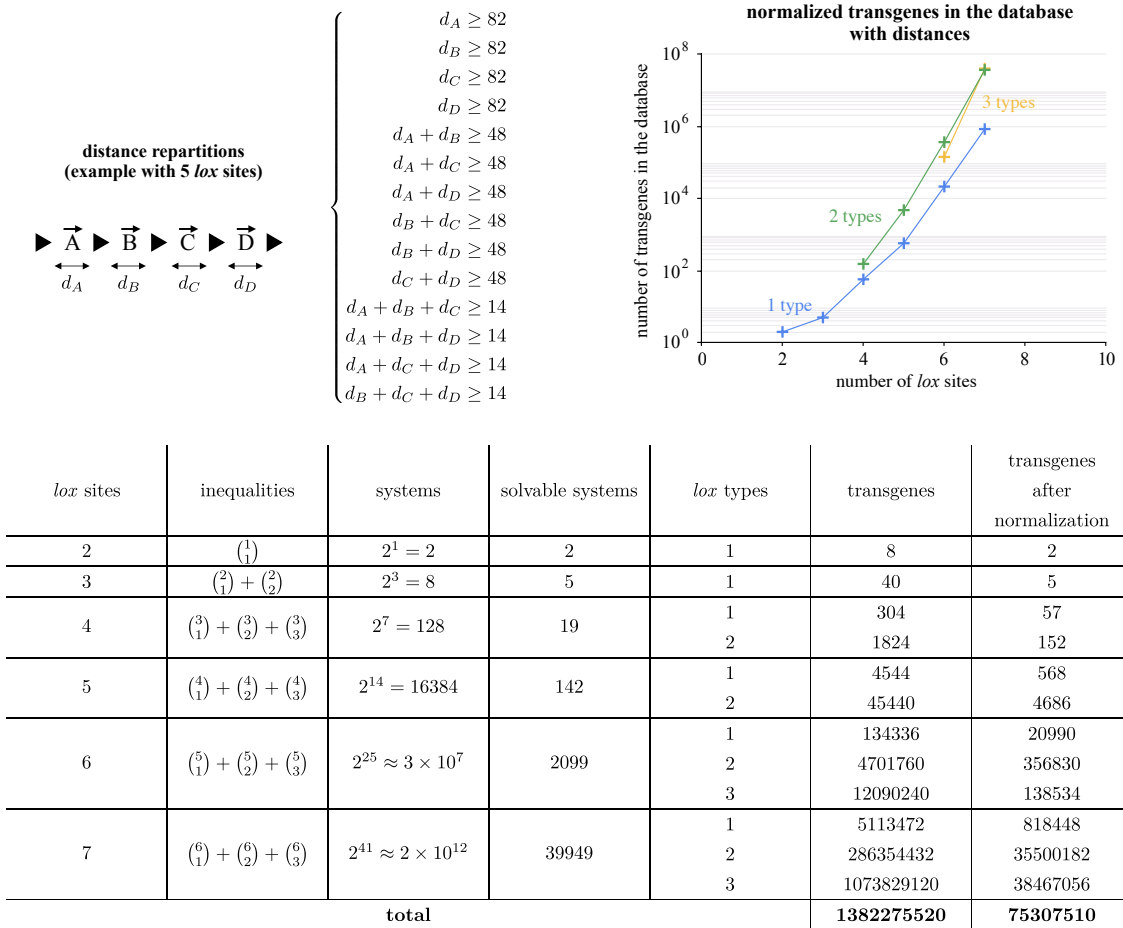 distance repartitions
(example with 5 lox sites)
A B C D
d_A d_B d_C d_D
d_A ≥ 82
d_B ≥ 82
d_C ≥ 82
d_D ≥ 82
d_A + d_B ≥ 48
d_A + d_C ≥ 48
d_A + d_D ≥ 48
d_B + d_C ≥ 48
d_B + d_D ≥ 48
d_C + d_D ≥ 48
d_A + d_B + d_C ≥ 14
d_A + d_B + d_D ≥ 14
d_A + d_C + d_D ≥ 14
d_B + d_C + d_D ≥ 14
normalized transgenes in the database
with distances
number of transgenes in the database
10^8
10^6
10^4
10^2
10^0
3 types
2 types
1 type
0 2 4 6 8 10
number of lox sites
lox sites | inequalities | systems | solvable systems | lox types | transgenes | transgenes after normalization
2 | (1 1) | 2^1 = 2 | 2 | 1 | 8 | 2
3 | (2 1) + (2 2) | 2^3 = 8 | 5 | 1 | 40 | 5
4 | (3 1) + (3 2) + (3 3) | 2^7 = 128 | 19 | 1 | 304 | 57
2 | 1824 | 152
5 | (4 1) + (4 2) + (4 3) | 2^14 = 16384 | 142 | 1 | 4544 | 568
2 | 45440 | 4686
6 | (5 1) + (5 2) + (5 3) | 2^25 ≈ 3 × 10^7 | 2099 | 1 | 134336 | 20990
2 | 4701760 | 356830
3 | 12090240 | 138534
7 | (6 1) + (6 2) + (6 3) | 2^41 ≈ 2 × 10^12 | 39949 | 1 | 5113472 | 818448
2 | 286354432 | 35500182
3 | 1073829120 | 38467056
total | 1382275520 | 75307510